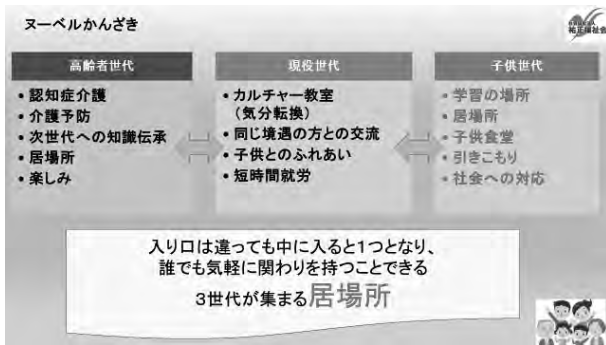 ヌーベルかんざき
祐正福祉会
高齢者世代
• 認知症介護
• 介護予防
• 次世代への知識伝承
• 居場所
• 楽しみ
現役世代
• カルチャー教室
（気分転換）
• 同じ境遇の方との交流
• 子供とのふれあい
• 短時間就労
子供世代
• 学習の場所
• 居場所
• 子供食堂
• 引きこもり
• 社会への対応
入り口は違っても中に入ると1つとなり、
誰でも気軽に関わりを持つことできる
3世代が集まる居場所